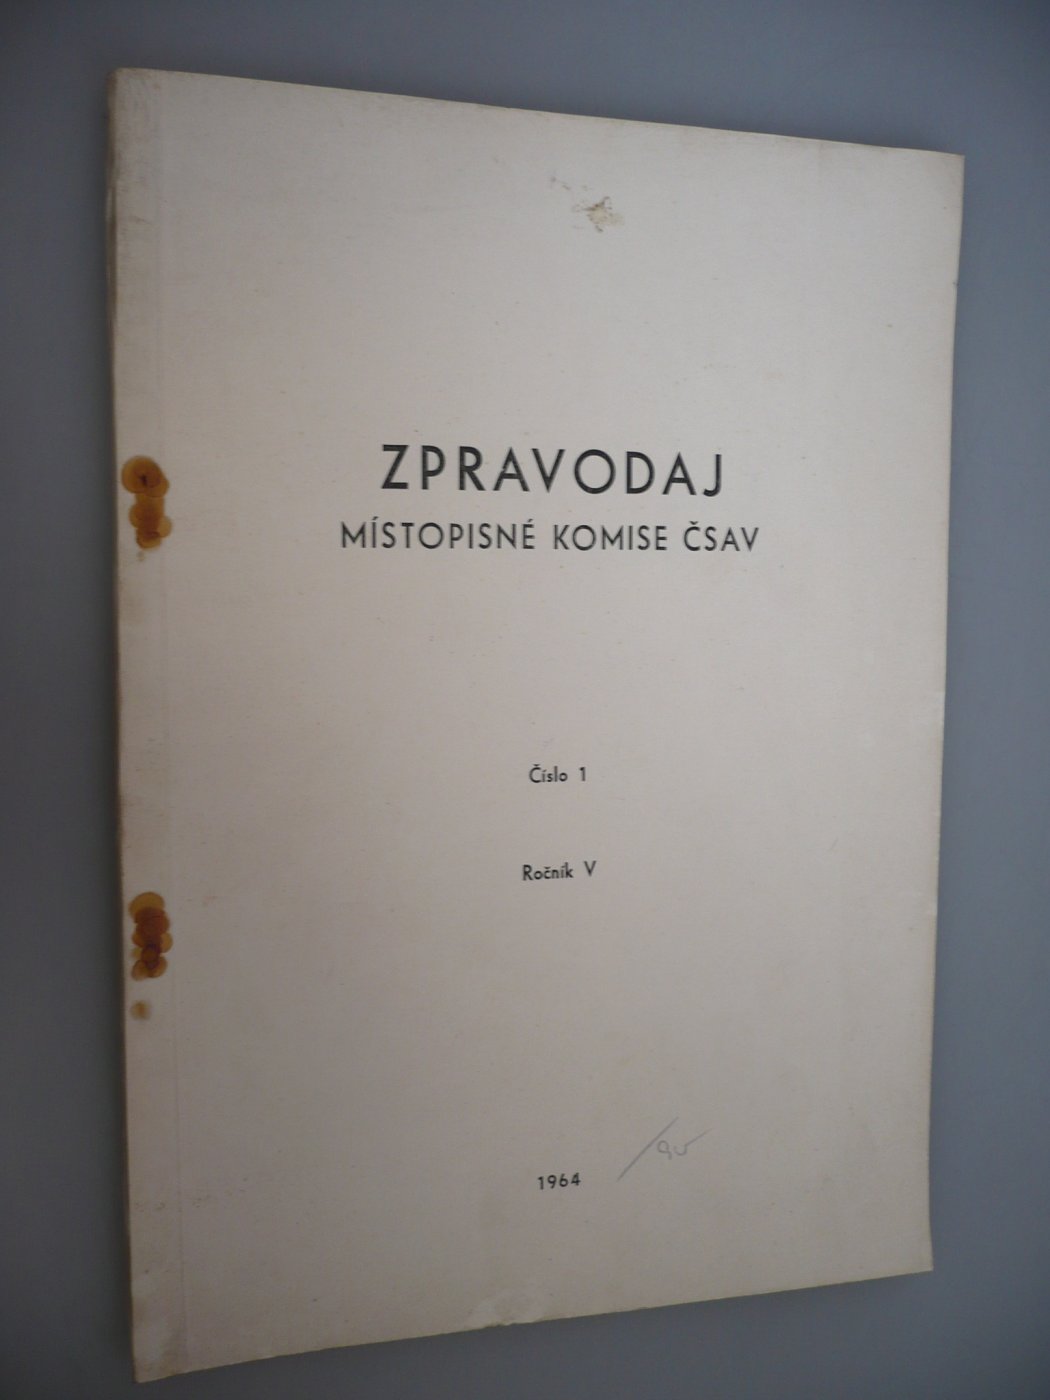 ZPRAVODAJ
MÍSTOPISNÉ KOMISE ČSAV
Číslo 1
Ročník V
1964